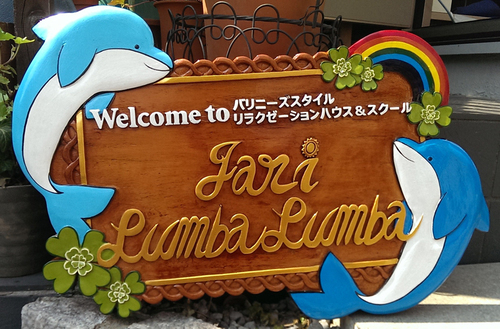 Welcome to バリニーズスタイル
リラクゼーションハウス&スクール
Jari
Lumba Lumba